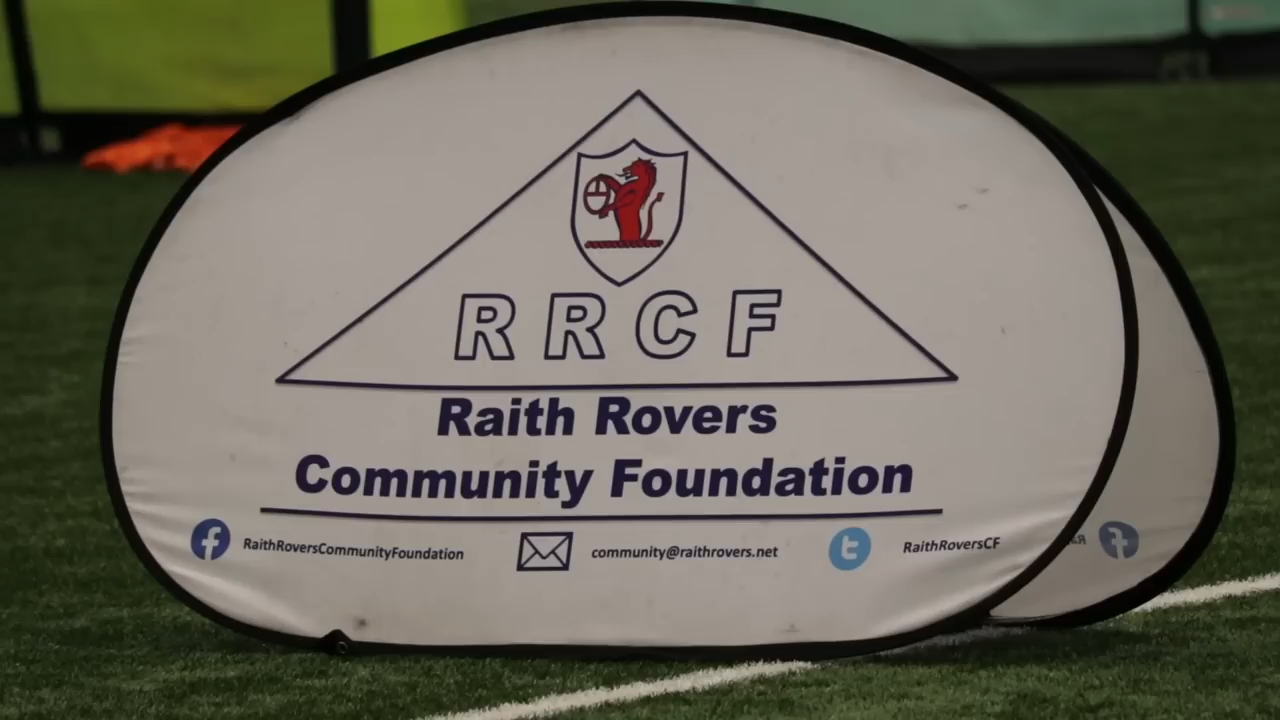 RRCF
Raith Rovers
Community Foundation
RaithRoversCommunityFoundation
community@raithrovers.net
RaithRoversCF